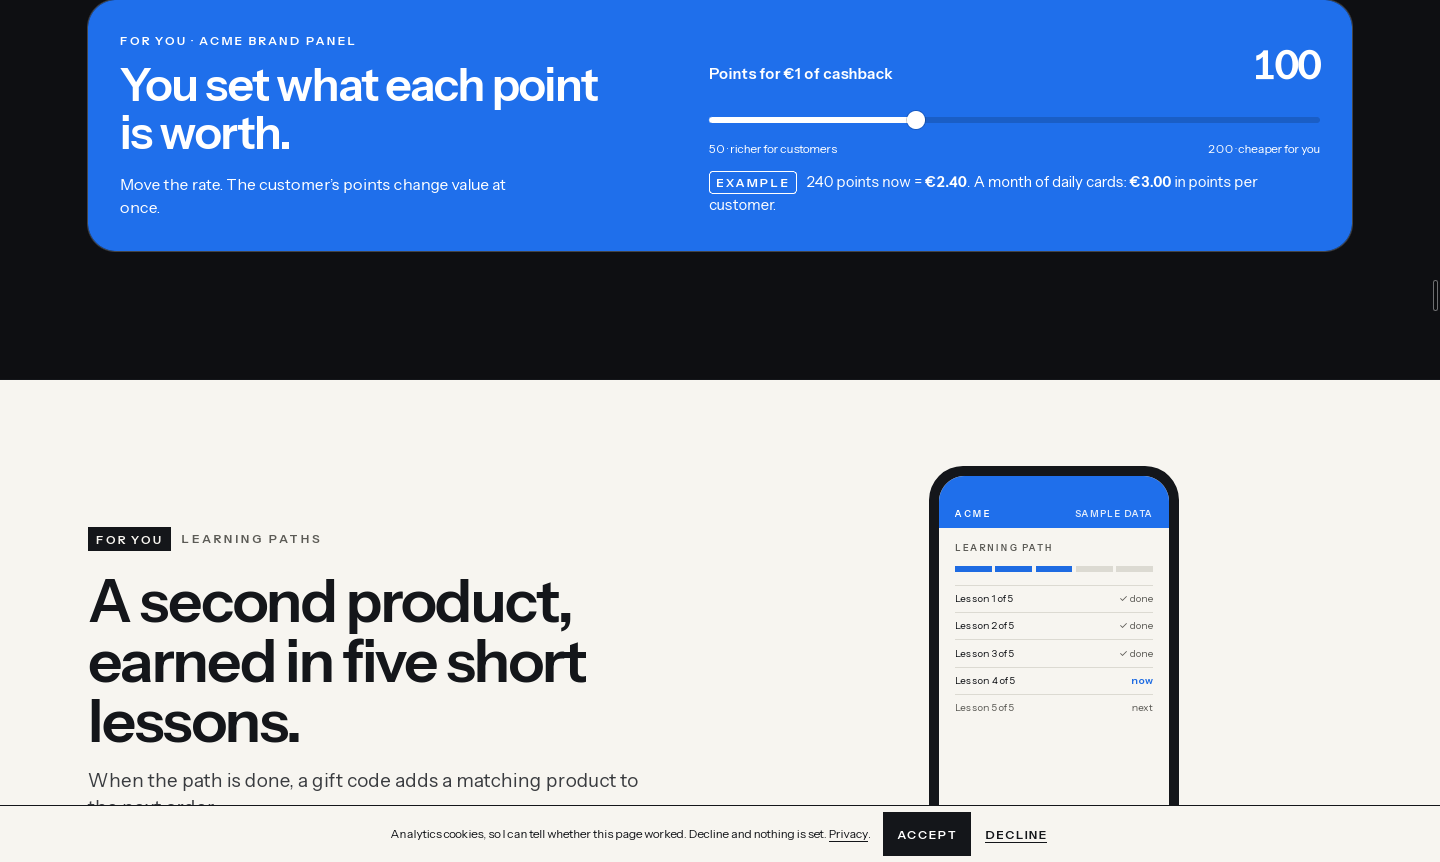 FOR YOU · ACME BRAND PANEL
You set what each point
is worth.
Move the rate. The customer’s points change value at
once.
Points for €1 of cashback
100
50 · richer for customers
200 · cheaper for you
EXAMPLE 240 points now = €2.40. A month of daily cards: €3.00 in points per
customer.
FOR YOU LEARNING PATHS
A second product,
earned in five short
lessons.
When the path is done, a gift code adds a matching product to
the next order.
ACME SAMPLE DATA
LEARNING PATH
Lesson 1 of 5 ✓ done
Lesson 2 of 5 ✓ done
Lesson 3 of 5 ✓ done
Lesson 4 of 5 now
Lesson 5 of 5 next
Analytics cookies, so I can tell whether this page worked. Decline and nothing is set. Privacy.
ACCEPT
DECLINE